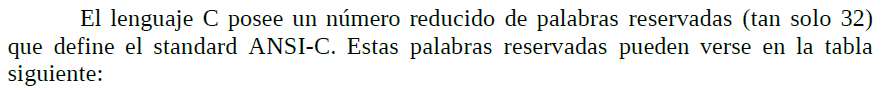 El lenguaje C posee un número reducido de palabras reservadas (tan solo 32)
que define el standard ANSI-C. Estas palabras reservadas pueden verse en la tabla
siguiente: